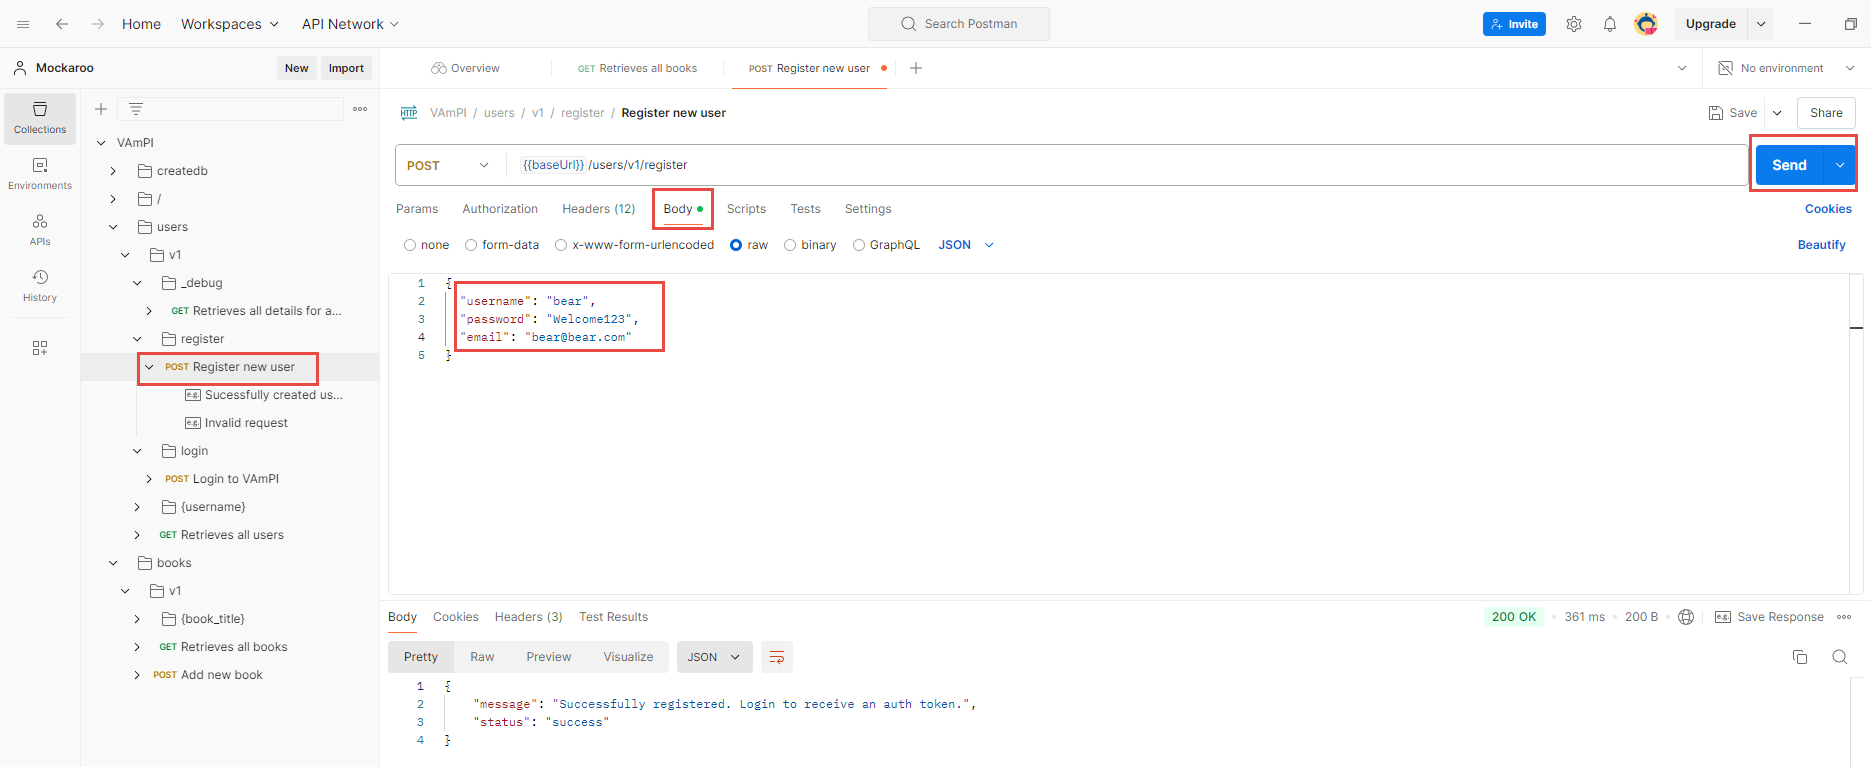 Home Workspaces API Network Search Postman Invite Upgrade
Mockaroo New Import Overview GET Retrieves all books POST Register new user No environment
Collections
Environments
APIs
History
VAmPI
createdb
/
users
v1
_debug
GET Retrieves all details for a...
register
POST Register new user
e.g. Sucessfully created us...
e.g. Invalid request
login
POST Login to VAmPI
{username}
GET Retrieves all users
books
v1
{book_title}
GET Retrieves all books
POST Add new book
HTTP VAmPI / users / v1 / register / Register new user Save Share
POST {{baseUrl}} /users/v1/register Send
Params Authorization Headers (12) Body Scripts Tests Settings Cookies
none form-data x-www-form-urlencoded raw binary GraphQL JSON Beautify
1 {
2 "username": "bear",
3 "password": "Welcome123",
4 "email": "bear@bear.com"
5 }
Body Cookies Headers (3) Test Results 200 OK 361 ms 200 B e.g. Save Response
Pretty Raw Preview Visualize JSON
1 {
2 "message": "Successfully registered. Login to receive an auth token.",
3 "status": "success"
4 }